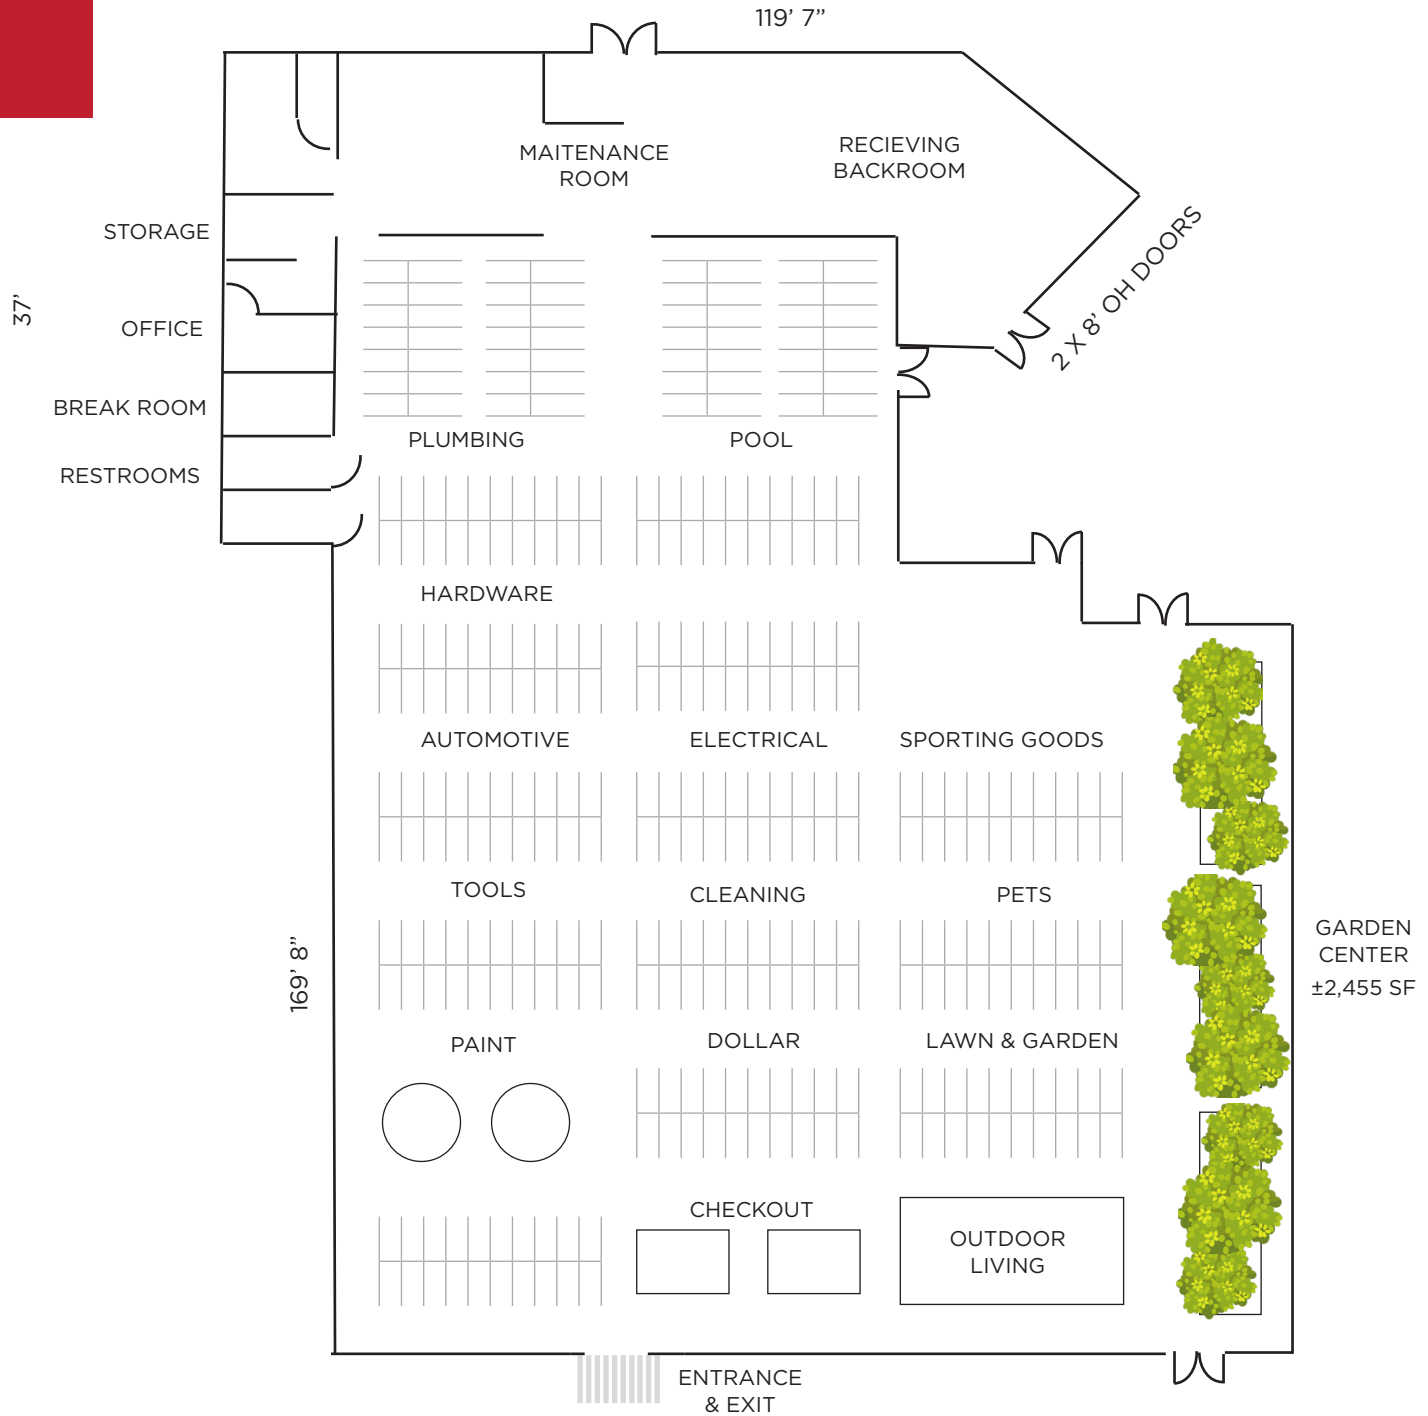 119’ 7”
MAITENANCE
ROOM
RECIEVING
BACKROOM
STORAGE
2 X 8’ OH DOORS
37’
OFFICE
BREAK ROOM
PLUMBING
POOL
RESTROOMS
HARDWARE
AUTOMOTIVE
ELECTRICAL
SPORTING GOODS
TOOLS
CLEANING
PETS
GARDEN
CENTER
±2,455 SF
169’ 8”
PAINT
DOLLAR
LAWN & GARDEN
CHECKOUT
OUTDOOR
LIVING
ENTRANCE
& EXIT